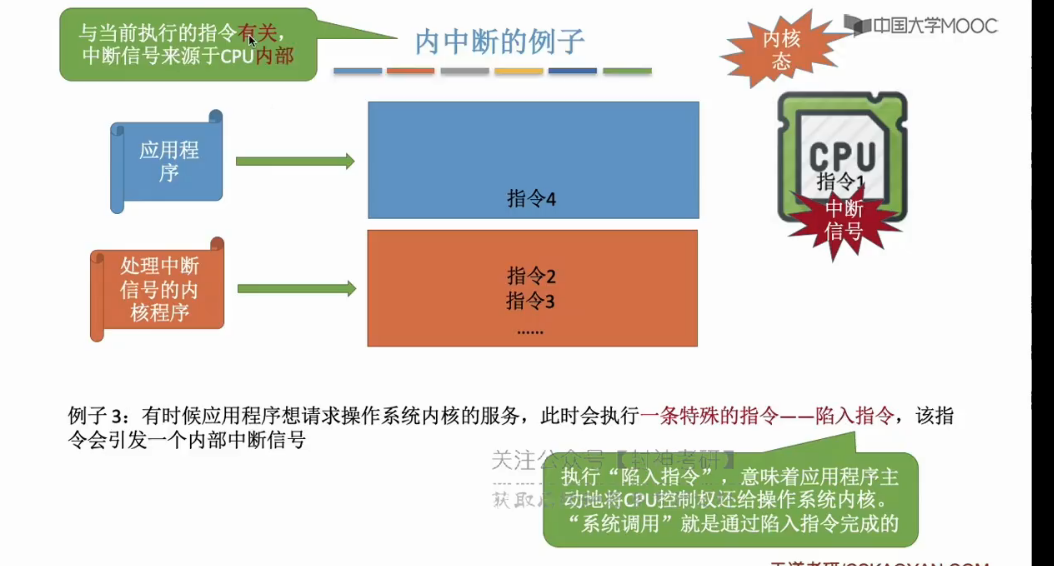 与当前执行的指令有关，
中断信号来源于CPU内部
内中断的例子
内核
态
中国大学MOOC
应用程
序
指令4
CPU
指令1
中断
信号
处理中断
信号的内
核程序
指令2
指令3
......
例子 3：有时候应用程序想请求操作系统内核的服务，此时会执行一条特殊的指令——陷入指令，该指
令会引发一个内部中断信号
关注公众号【封神考研】
获取
执行“陷入指令”，意味着应用程序主
动地将CPU控制权还给操作系统内核。
“系统调用”就是通过陷入指令完成的